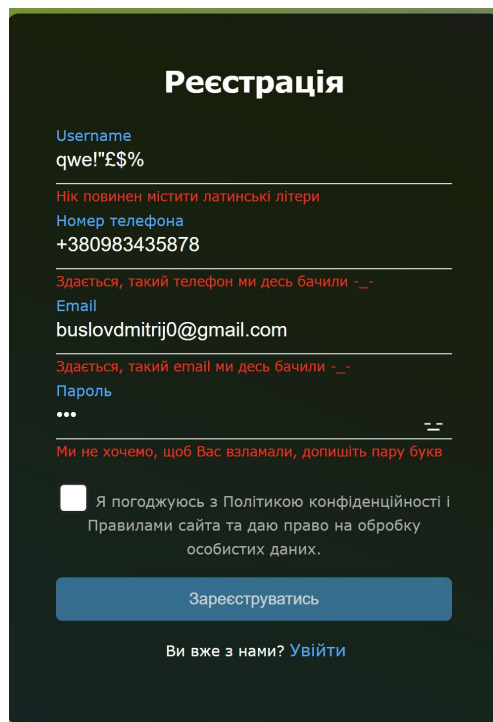 Реєстрація
Username
qwe!"£$%
Нік повинен містити латинські літери
Номер телефона
+380983435878
Здається, такий телефон ми десь бачили -_-
Email
buslovdmitrij0@gmail.com
Здається, такий email ми десь бачили -_-
Пароль
•••
-_-
Ми не хочемо, щоб Вас взламали, допишіть пару букв
Я погоджуюсь з Політикою конфіденційності і
Правилами сайта та даю право на обробку
особистих даних.
Зареєструватись
Ви вже з нами? Увійти